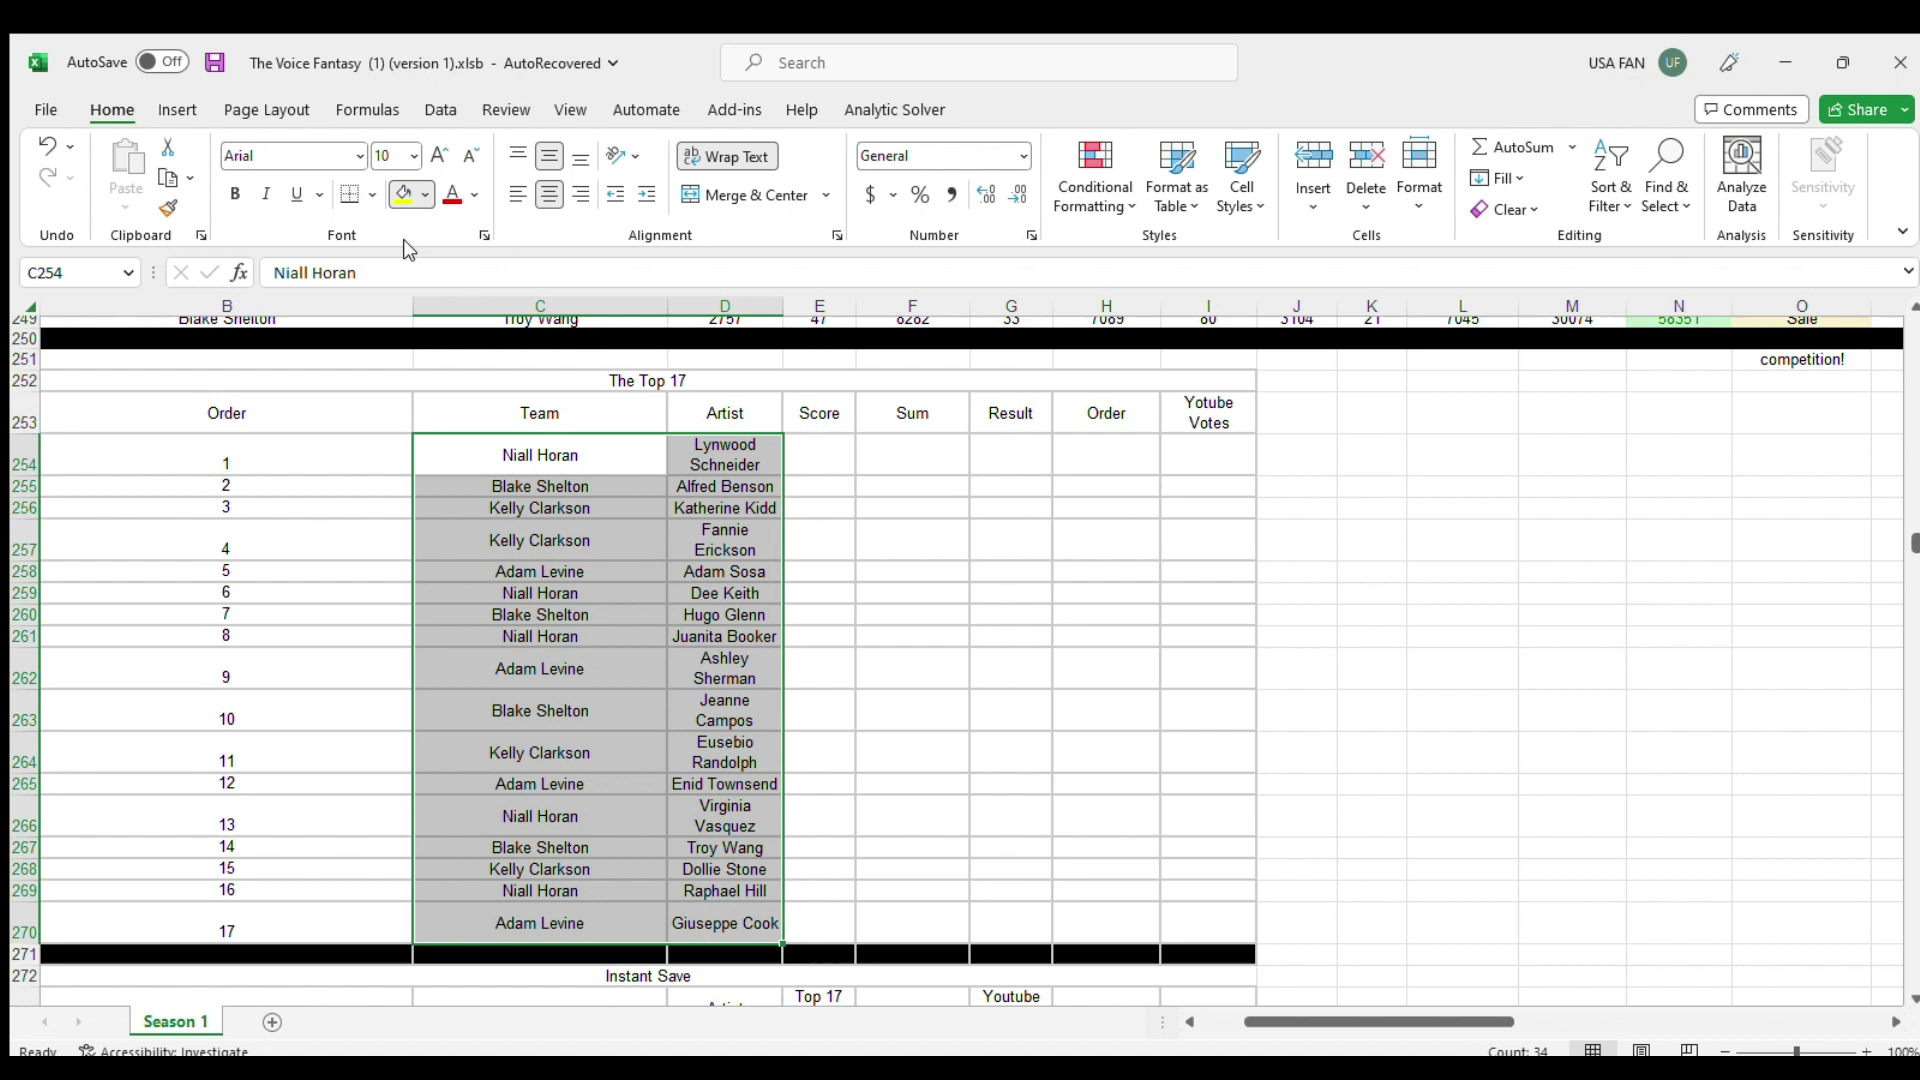 AutoSave Off The Voice Fantasy (1) (version 1).xlsb - AutoRecovered Search USA FAN UF
File Home Insert Page Layout Formulas Data Review View Automate Add-ins Help Analytic Solver Comments Share
Arial 10 Wrap Text General AutoSum
Paste Conditional Format as Cell Insert Delete Format Fill Sort & Find & Analyze Sensitivity
B I U A Merge & Center $ % Formatting Table Styles Clear Filter Select Data
Undo Clipboard Font Alignment Number Styles Cells Editing Analysis Sensitivity
C254 fx Niall Horan
B C D E F G H I J K L M N O
249 Blake Shelton Troy Wang 2757 47 8282 33 7089 80 3104 21 7045 30074 58351 Safe
250
251 competition!
252 The Top 17
253 Order Team Artist Score Sum Result Order Yotube
Votes
254 1 Niall Horan Lynwood
Schneider
255 2 Blake Shelton Alfred Benson
256 3 Kelly Clarkson Katherine Kidd
257 4 Kelly Clarkson Fannie
Erickson
258 5 Adam Levine Adam Sosa
259 6 Niall Horan Dee Keith
260 7 Blake Shelton Hugo Glenn
261 8 Niall Horan Juanita Booker
262 9 Adam Levine Ashley
Sherman
263 10 Blake Shelton Jeanne
Campos
264 11 Kelly Clarkson Eusebio
Randolph
265 12 Adam Levine Enid Townsend
266 13 Niall Horan Virginia
Vasquez
267 14 Blake Shelton Troy Wang
268 15 Kelly Clarkson Dollie Stone
269 16 Niall Horan Raphael Hill
270 17 Adam Levine Giuseppe Cook
271
272 Instant Save
Top 17 Youtube
Season 1
Ready Accessibility: Investigate Count: 34 100%